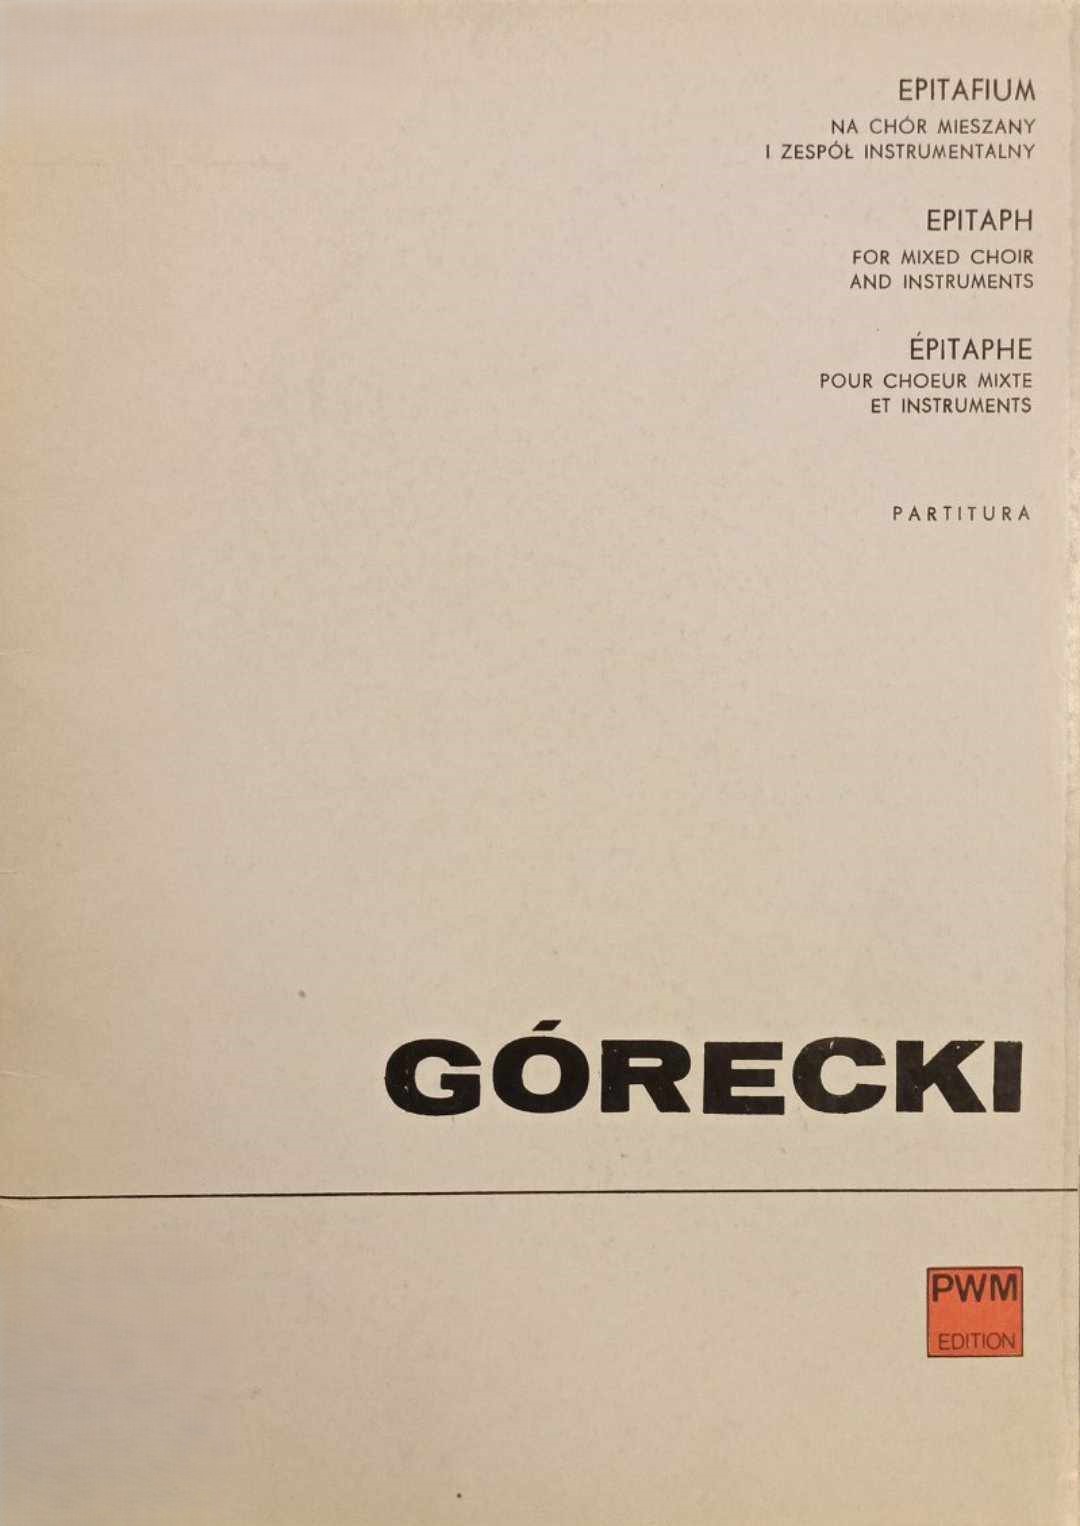 EPITAFIUM
NA CHÓR MIESZANY
I ZESPÓŁ INSTRUMENTALNY
EPITAPH
FOR MIXED CHOIR
AND INSTRUMENTS
ÉPITAPHE
POUR CHOEUR MIXTE
ET INSTRUMENTS
PARTITURA
GÓRECKI
PWM
EDITION